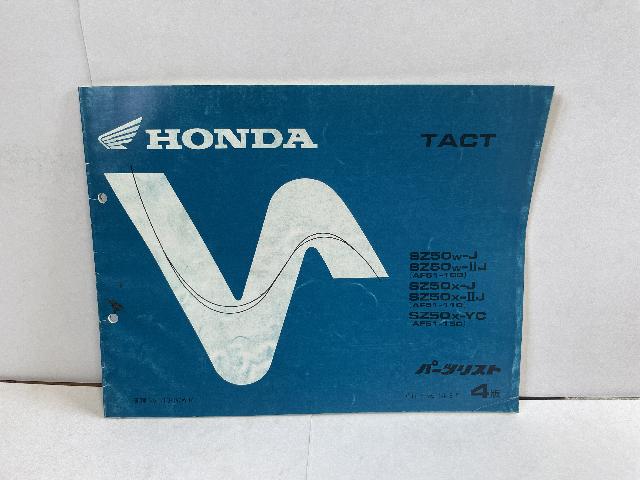 HONDA
TACT
SZ50W-J
SZ50W-IIJ
(AF51-100)
SZ50X-J
SZ50X-IIJ
(AF51-110)
SZ50X-YC
(AF51-150)
パーツリスト
4版